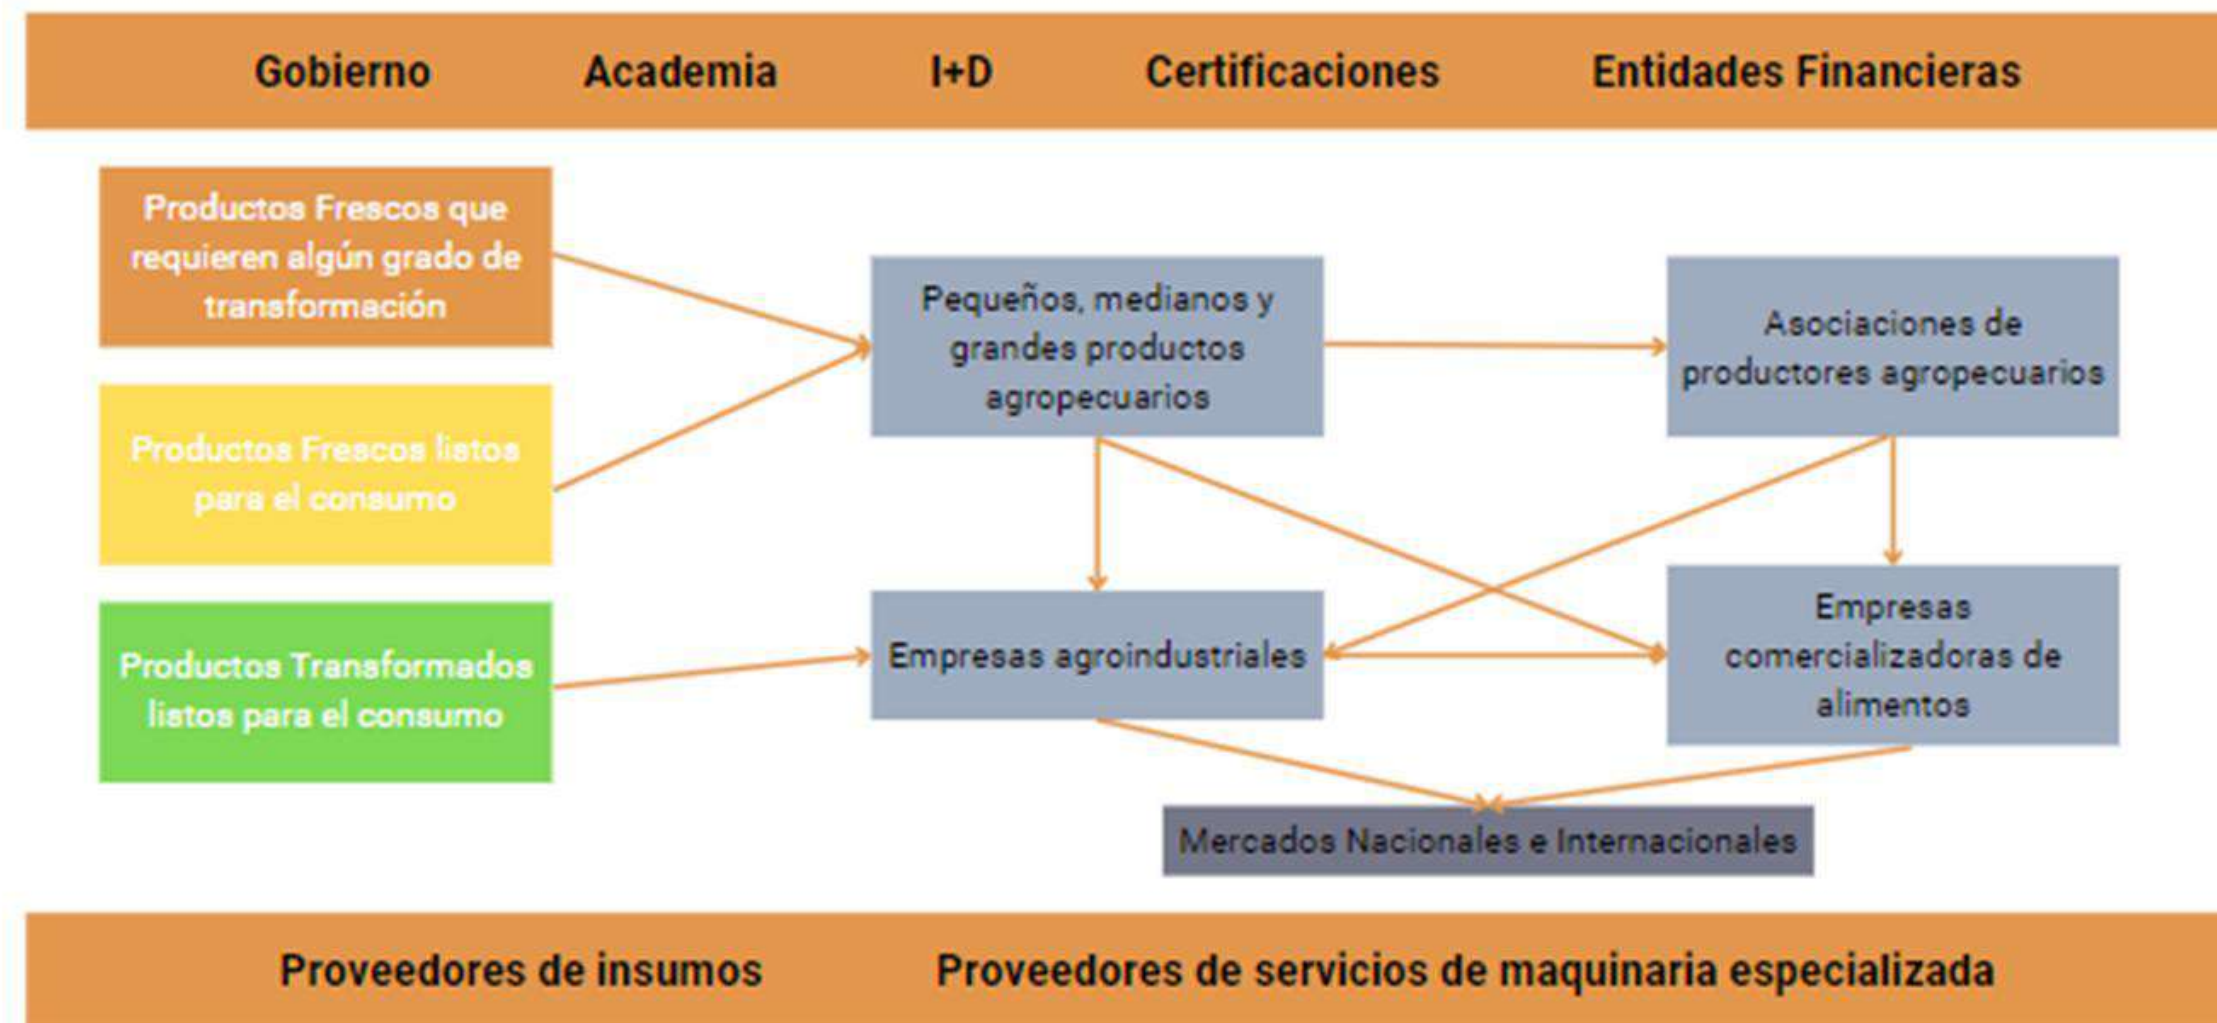 Gobierno Academia I+D Certificaciones Entidades Financieras
Productos Frescos que
requieren algún grado de
transformación
Productos Frescos listos
para el consumo
Productos Transformados
listos para el consumo
Pequeños, medianos y
grandes productos
agropecuarios
Asociaciones de
productores agropecuarios
Empresas agroindustriales
Empresas
comercializadoras de
alimentos
Mercados Nacionales e Internacionales
Proveedores de insumos Proveedores de servicios de maquinaria especializada